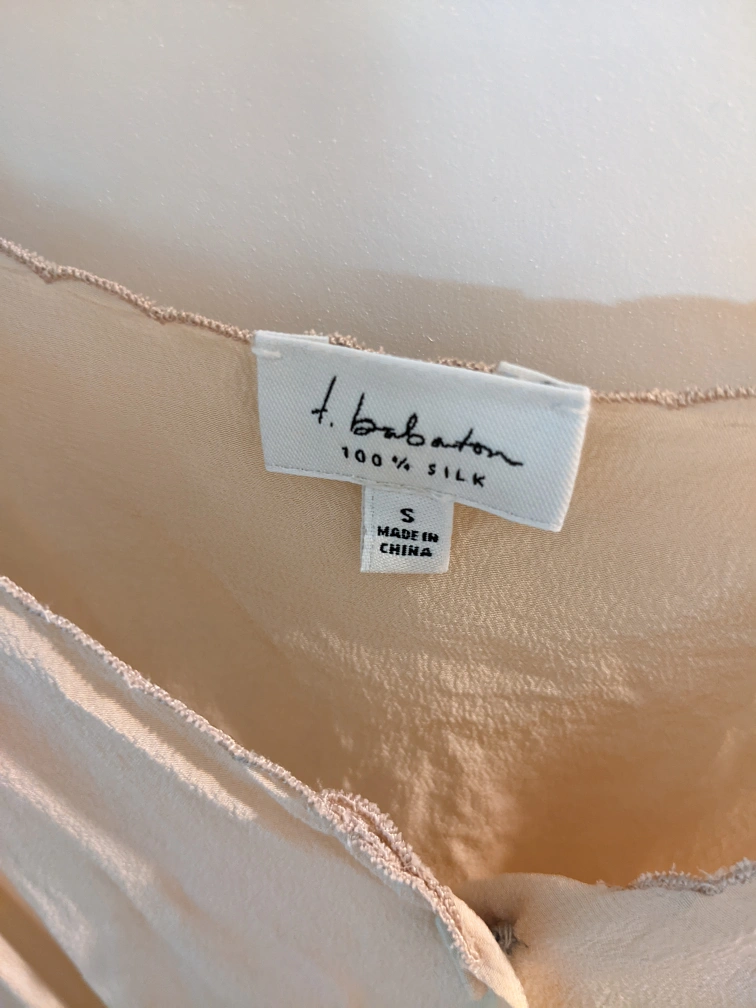 t. babaton
100% SILK
S
MADE IN
CHINA